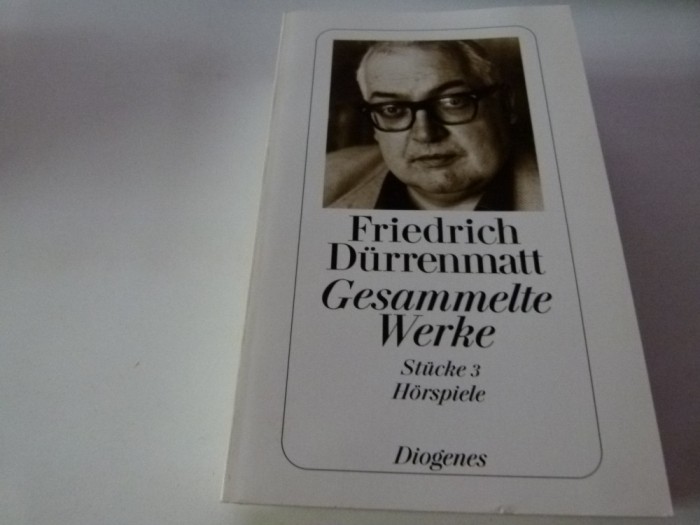 Friedrich
Dürrenmatt
Gesammelte
Werke
Stücke 3
Hörspiele
Diogenes